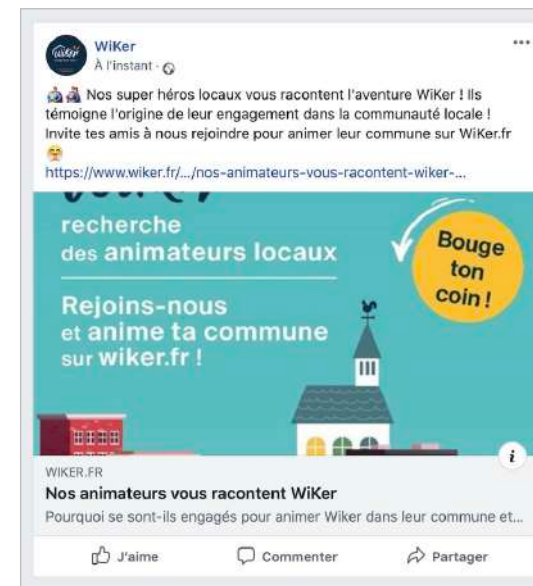 WiKer
WiKer
À l'instant ·
Nos super héros locaux vous racontent l'aventure WiKer ! Ils
témoigne l'origine de leur engagement dans la communauté locale !
Invite tes amis à nous rejoindre pour animer leur commune sur WiKer.fr
https://www.wiker.fr/.../nos-animateurs-vous-racontent-wiker-...
recherche
des animateurs locaux
Bouge
ton
coin !
Rejoins-nous
et anime ta commune
sur wiker.fr !
i
WIKER.FR
Nos animateurs vous racontent WiKer
Pourquoi se sont-ils engagés pour animer Wiker dans leur commune et...
J'aime
Commenter
Partager